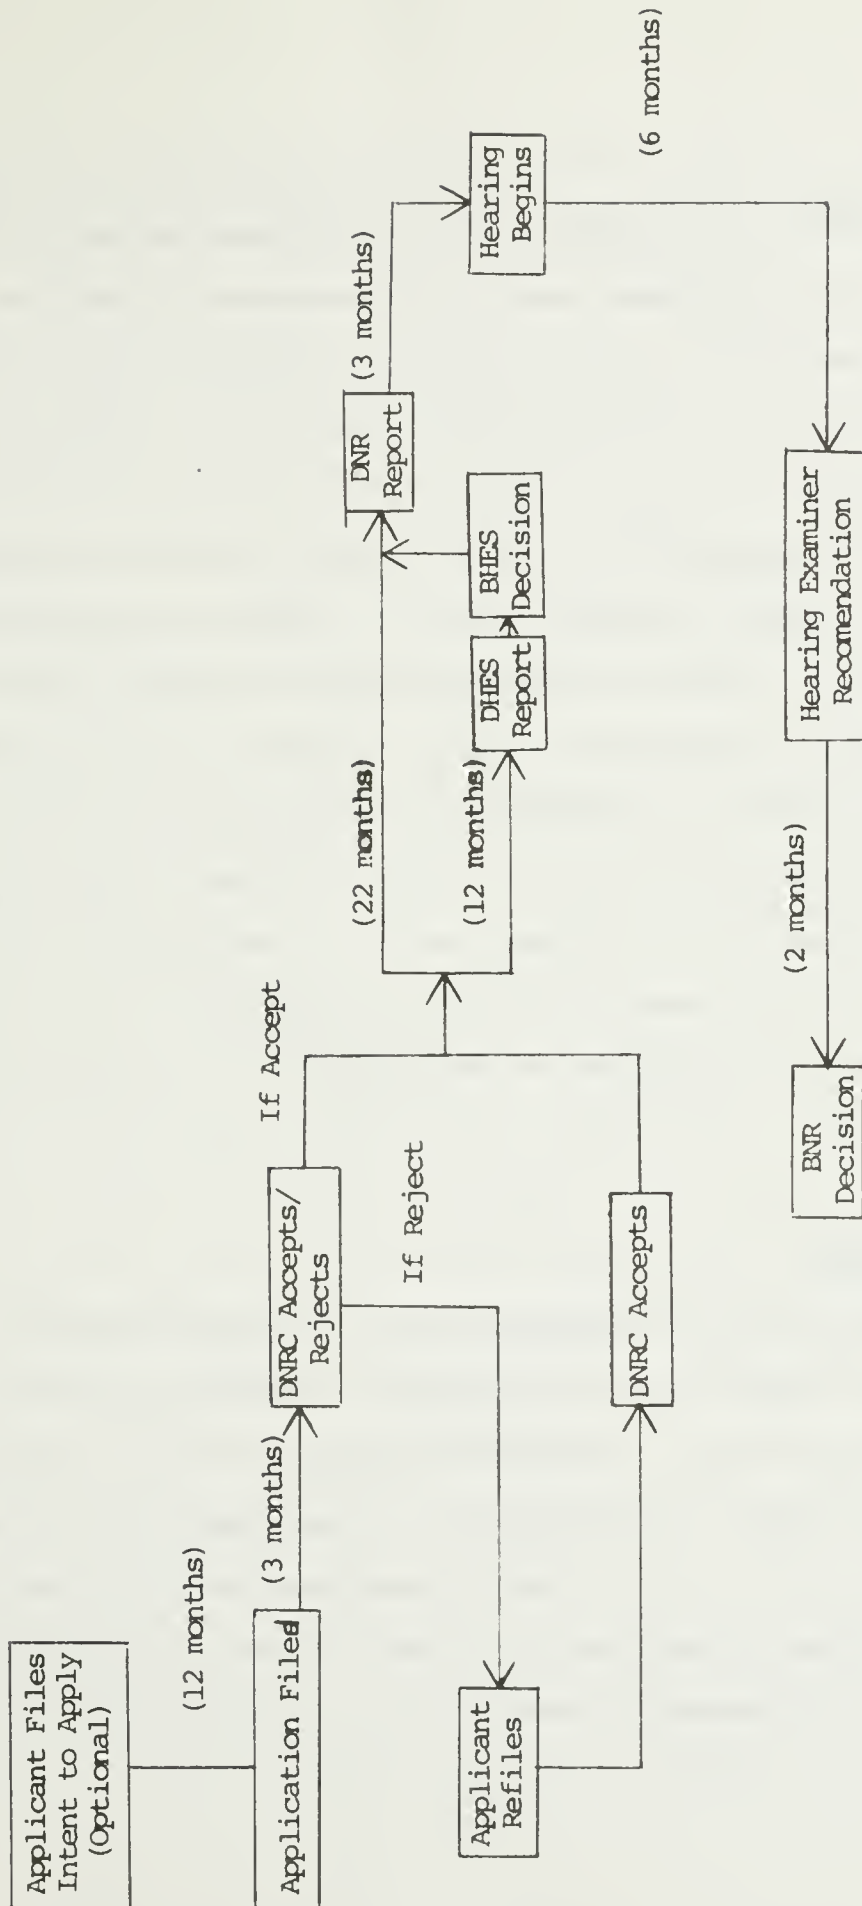 Applicant Files
Intent to Apply
(Optional)
(12 months)
Application Filed
(3 months)
DNRC Accepts/
Rejects
If Accept
If Reject
Applicant
Refiles
DNRC Accepts
(22 months)
(12 months)
DHES
Report
BHES
Decision
DNR
Report
(3 months)
Hearing
Begins
(6 months)
Hearing Examiner
Recomendation
(2 months)
BNR
Decision